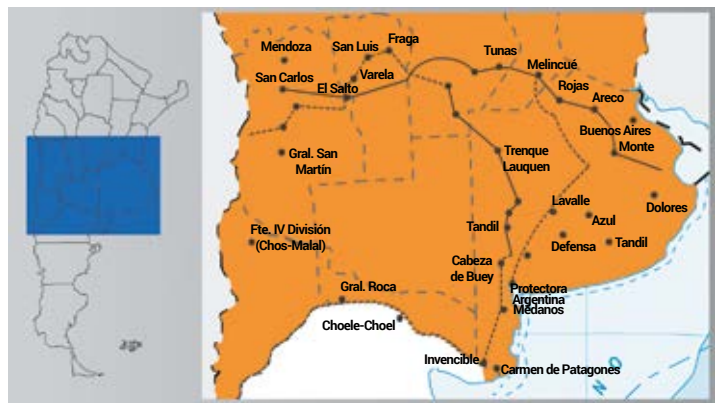 Mendoza
San Luis
Fraga
San Carlos
El Salto
Varela
Tunas
Melincué
Rojas
Areco
Buenos Aires
Monte
Gral. San
Martín
Trenque
Lauquen
Lavalle
Azul
Dolores
Fte. IV División
(Chos-Malal)
Tandil
Defensa
Tandil
Cabeza
de Buey
Gral. Roca
Protectora
Argentina
Médanos
Choele-Choel
Invencible
Carmen de Patagones
N
O